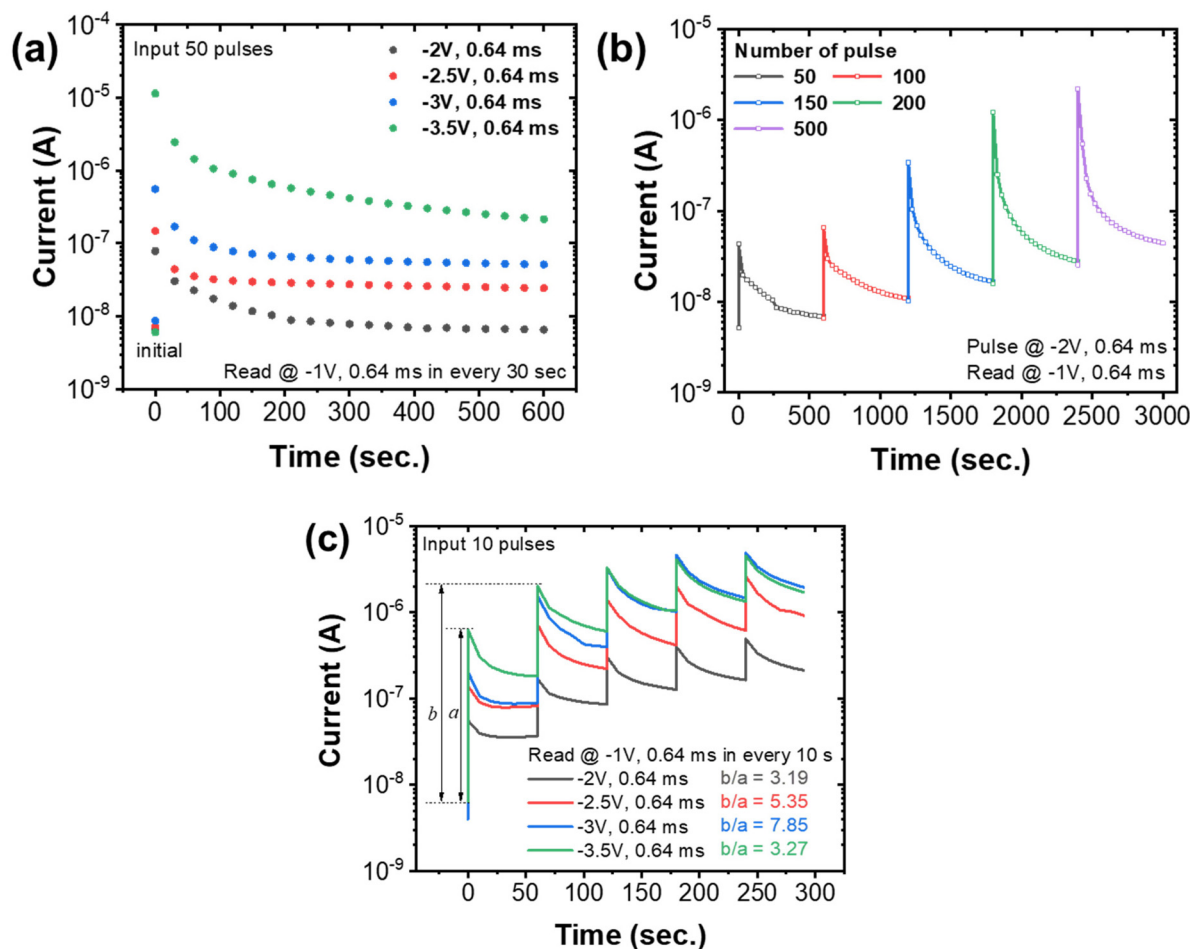 (a)
Input 50 pulses
-2V, 0.64 ms
-2.5V, 0.64 ms
-3V, 0.64 ms
-3.5V, 0.64 ms
initial
Read @ -1V, 0.64 ms in every 30 sec
Current (A)
10⁻⁴
10⁻⁵
10⁻⁶
10⁻⁷
10⁻⁸
10⁻⁹
0 100 200 300 400 500 600
Time (sec.)
(b)
Number of pulse
50 100
150 200
500
Pulse @ -2V, 0.64 ms
Read @ -1V, 0.64 ms
Current (A)
10⁻⁵
10⁻⁶
10⁻⁷
10⁻⁸
10⁻⁹
0 500 1000 1500 2000 2500 3000
Time (sec.)
(c)
Input 10 pulses
b a
Read @ -1V, 0.64 ms in every 10 s
-2V, 0.64 ms b/a = 3.19
-2.5V, 0.64 ms b/a = 5.35
-3V, 0.64 ms b/a = 7.85
-3.5V, 0.64 ms b/a = 3.27
Current (A)
10⁻⁵
10⁻⁶
10⁻⁷
10⁻⁸
10⁻⁹
0 50 100 150 200 250 300
Time (sec.)